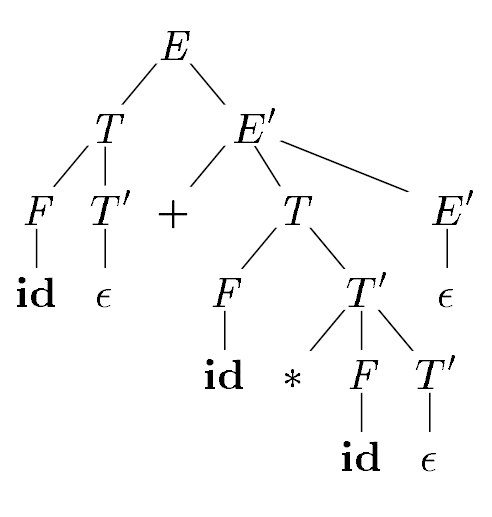 E
T E′
F T′ + T E′
id ϵ F T′ ϵ
id * F T′
id ϵ